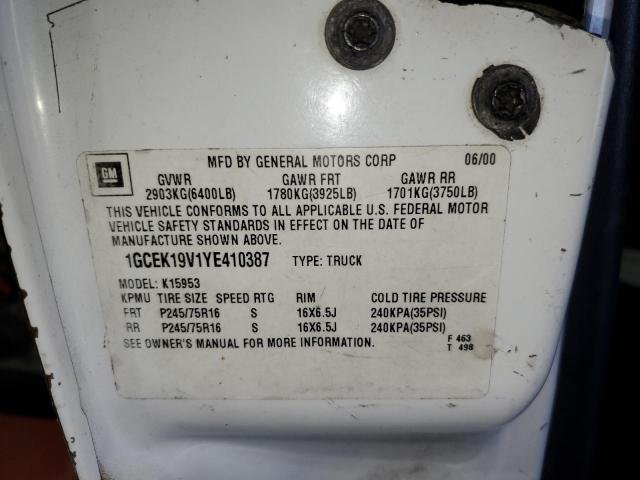 MFD BY GENERAL MOTORS CORP 06/00
GM
GVWR GAWR FRT GAWR RR
2903KG(6400LB) 1780KG(3925LB) 1701KG(3750LB)
THIS VEHICLE CONFORMS TO ALL APPLICABLE U.S. FEDERAL MOTOR
VEHICLE SAFETY STANDARDS IN EFFECT ON THE DATE OF
MANUFACTURE SHOWN ABOVE.
1GCEK19V1YE410387 TYPE: TRUCK
MODEL: K15953
KPMU TIRE SIZE SPEED RTG RIM COLD TIRE PRESSURE
FRT P245/75R16 S 16X6.5J 240KPA(35PSI)
RR P245/75R16 S 16X6.5J 240KPA(35PSI)
SEE OWNER'S MANUAL FOR MORE INFORMATION.
F 463
T 498